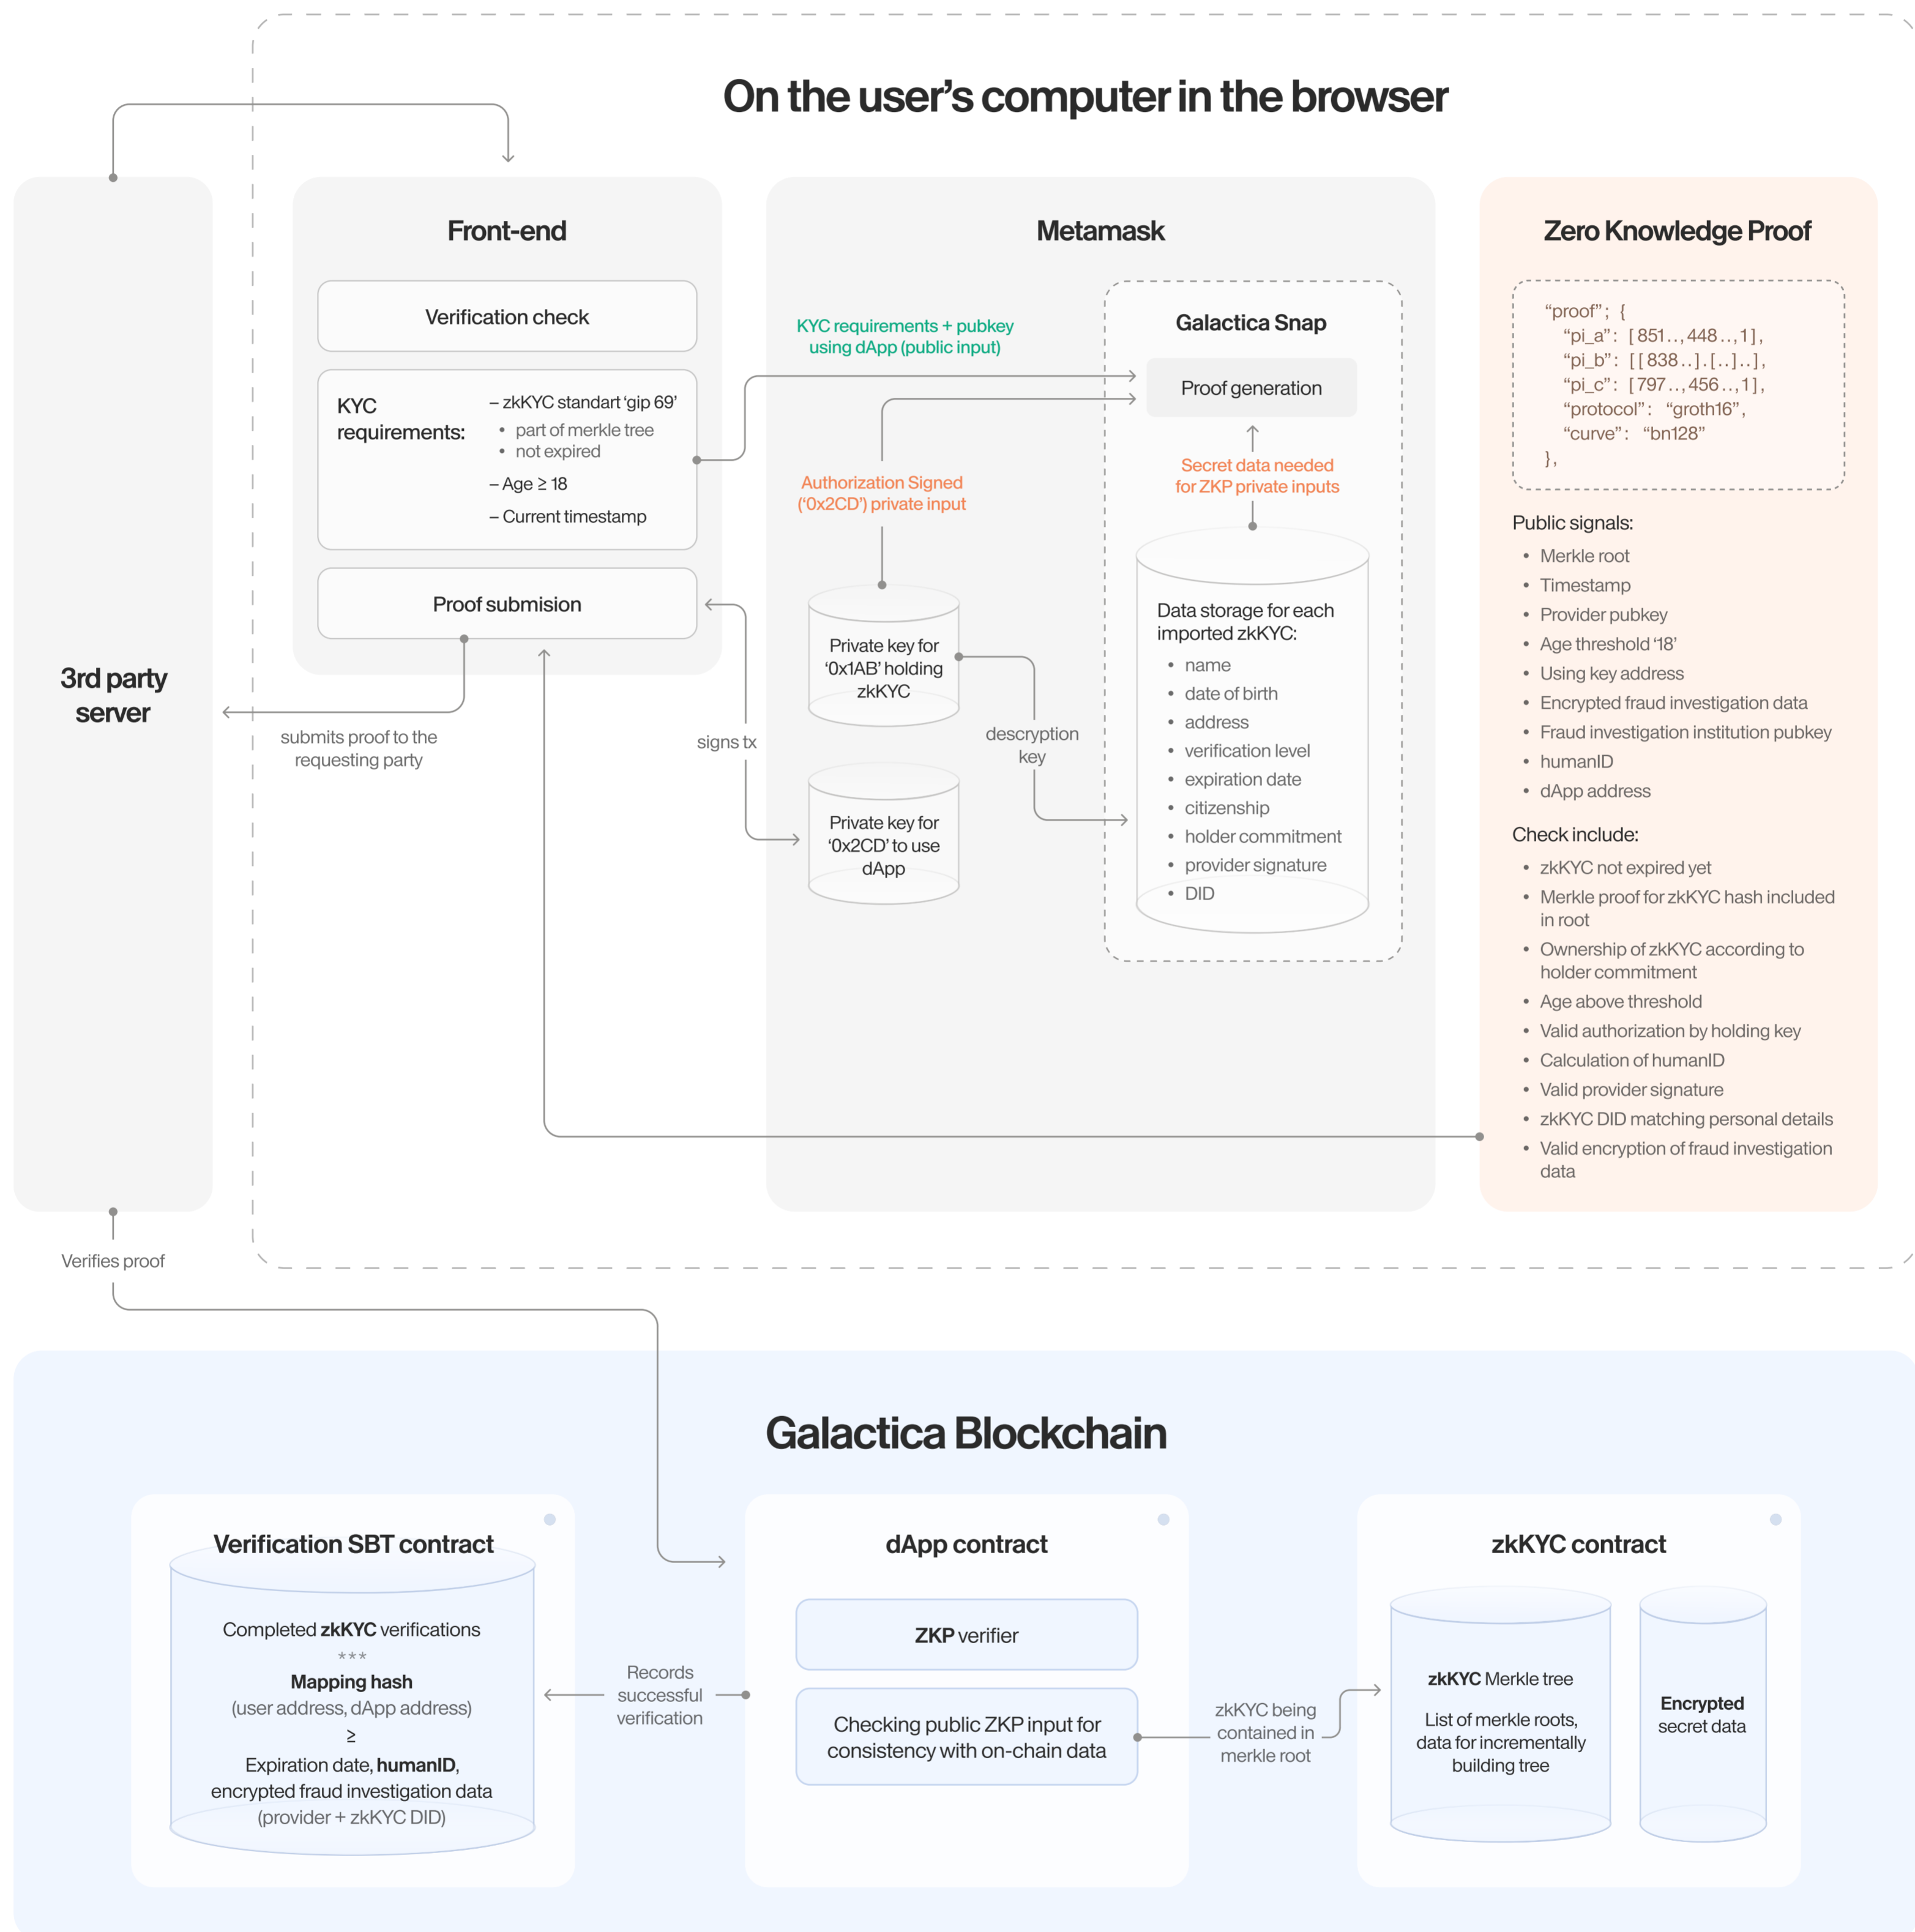 On the user’s computer in the browser
3rd party
server
Front-end
Verification check
KYC
requirements:
– zkKYC standart ‘gip 69’
• part of merkle tree
• not expired
– Age ≥ 18
– Current timestamp
Proof submision
submits proof to the
requesting party
signs tx
Metamask
KYC requirements + pubkey
using dApp (public input)
Authorization Signed
(‘0x2CD’) private input
Private key for
‘0x1AB’ holding
zkKYC
Private key for
‘0x2CD’ to use
dApp
descryption
key
Galactica Snap
Proof generation
Secret data needed
for ZKP private inputs
Data storage for each
imported zkKYC:
• name
• date of birth
• address
• verification level
• expiration date
• citizenship
• holder commitment
• provider signature
• DID
Zero Knowledge Proof
“proof”; {
“pi_a”: [851..,448..,1],
“pi_b”: [[838..].[..]..],
“pi_c”: [797..,456..,1],
“protocol”: “groth16”,
“curve”: “bn128”
},
Public signals:
• Merkle root
• Timestamp
• Provider pubkey
• Age threshold ‘18’
• Using key address
• Encrypted fraud investigation data
• Fraud investigation institution pubkey
• humanID
• dApp address
Check include:
• zkKYC not expired yet
• Merkle proof for zkKYC hash included
in root
• Ownership of zkKYC according to
holder commitment
• Age above threshold
• Valid authorization by holding key
• Calculation of humanID
• Valid provider signature
• zkKYC DID matching personal details
• Valid encryption of fraud investigation
data
Verifies proof
Galactica Blockchain
Verification SBT contract
Completed zkKYC verifications
***
Mapping hash
(user address, dApp address)
≥
Expiration date, humanID,
encrypted fraud investigation data
(provider + zkKYC DID)
Records
successful
verification
dApp contract
ZKP verifier
Checking public ZKP input for
consistency with on-chain data
zkKYC being
contained in
merkle root
zkKYC contract
zkKYC Merkle tree
List of merkle roots,
data for incrementally
building tree
Encrypted
secret data